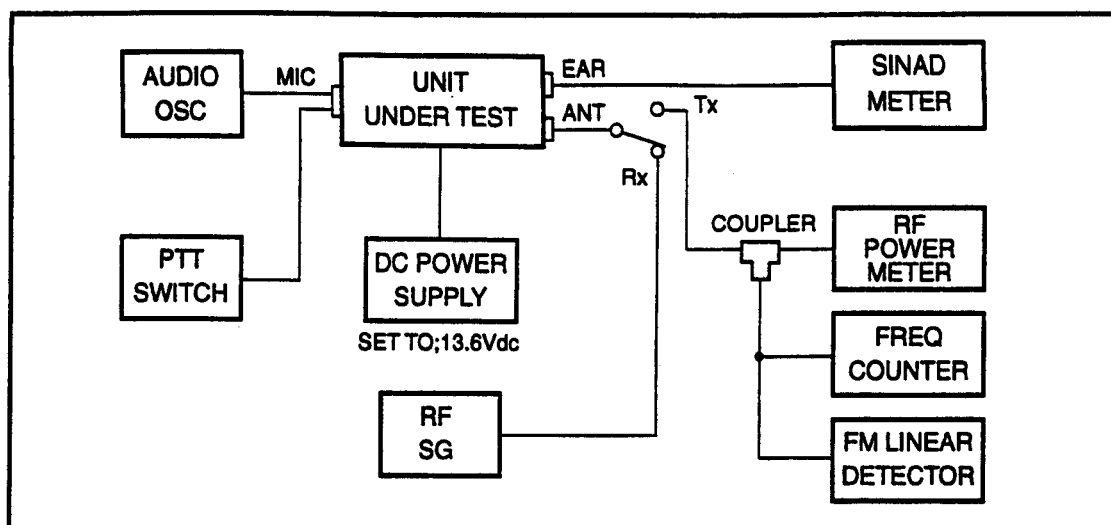 AUDIO
OSC
MIC
UNIT
UNDER TEST
EAR
ANT
Tx
Rx
SINAD
METER
PTT
SWITCH
DC POWER
SUPPLY
SET TO;13.6Vdc
COUPLER
RF
POWER
METER
FREQ
COUNTER
RF
SG
FM LINEAR
DETECTOR